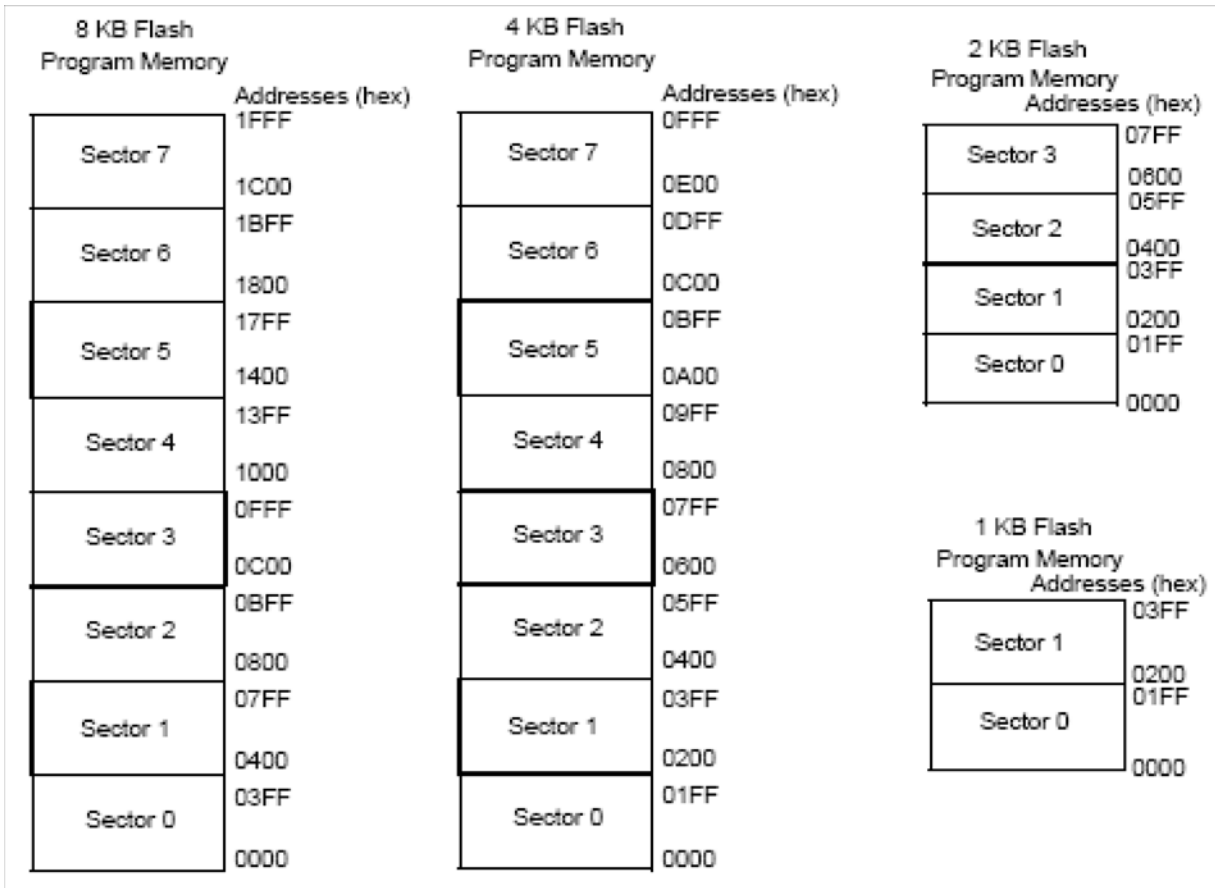 8 KB Flash
Program Memory
Addresses (hex)
1FFF
Sector 7
1C00
1BFF
Sector 6
1800
17FF
Sector 5
1400
13FF
Sector 4
1000
0FFF
Sector 3
0C00
0BFF
Sector 2
0800
07FF
Sector 1
0400
03FF
Sector 0
0000
4 KB Flash
Program Memory
Addresses (hex)
0FFF
Sector 7
0E00
0DFF
Sector 6
0C00
0BFF
Sector 5
0A00
09FF
Sector 4
0800
07FF
Sector 3
0600
05FF
Sector 2
0400
03FF
Sector 1
0200
01FF
Sector 0
0000
2 KB Flash
Program Memory
Addresses (hex)
07FF
Sector 3
0600
05FF
Sector 2
0400
03FF
Sector 1
0200
01FF
Sector 0
0000
1 KB Flash
Program Memory
Addresses (hex)
03FF
Sector 1
0200
01FF
Sector 0
0000